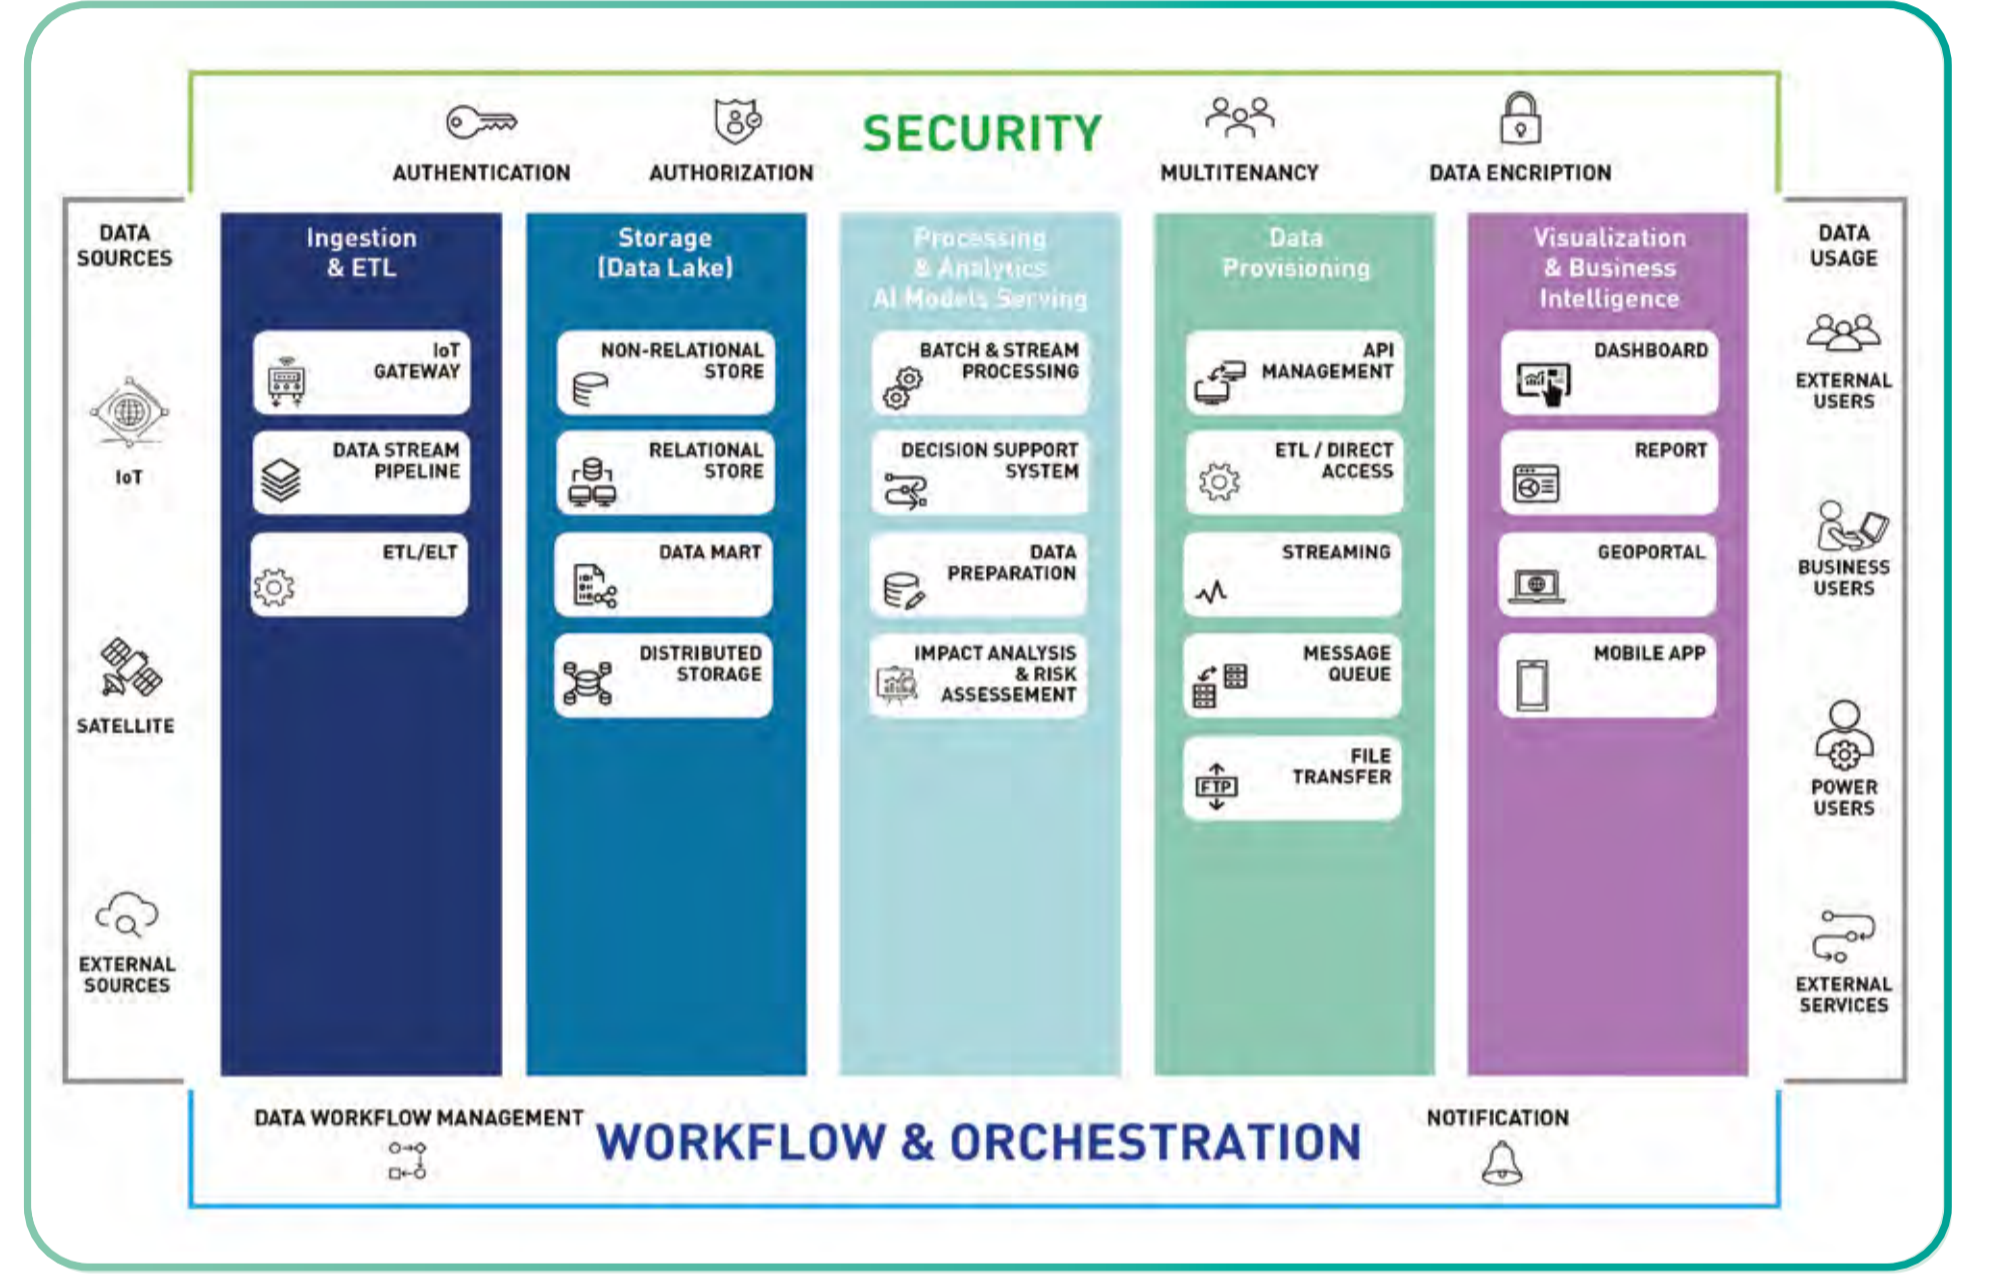 SECURITY
AUTHENTICATION
AUTHORIZATION
MULTITENANCY
DATA ENCRIPTION
DATA
SOURCES
IoT
SATELLITE
EXTERNAL
SOURCES
Ingestion
& ETL
IoT
GATEWAY
DATA STREAM
PIPELINE
ETL/ELT
Storage
(Data Lake)
NON-RELATIONAL
STORE
RELATIONAL
STORE
DATA MART
DISTRIBUTED
STORAGE
Processing
& Analytics
AI Models Serving
BATCH & STREAM
PROCESSING
DECISION SUPPORT
SYSTEM
DATA
PREPARATION
IMPACT ANALYSIS
& RISK
ASSESSEMENT
Data
Provisioning
API
MANAGEMENT
ETL / DIRECT
ACCESS
STREAMING
MESSAGE
QUEUE
FILE
TRANSFER
FTP
Visualization
& Business
Intelligence
DASHBOARD
REPORT
GEOPORTAL
MOBILE APP
DATA
USAGE
EXTERNAL
USERS
BUSINESS
USERS
POWER
USERS
EXTERNAL
SERVICES
DATA WORKFLOW MANAGEMENT
WORKFLOW & ORCHESTRATION
NOTIFICATION